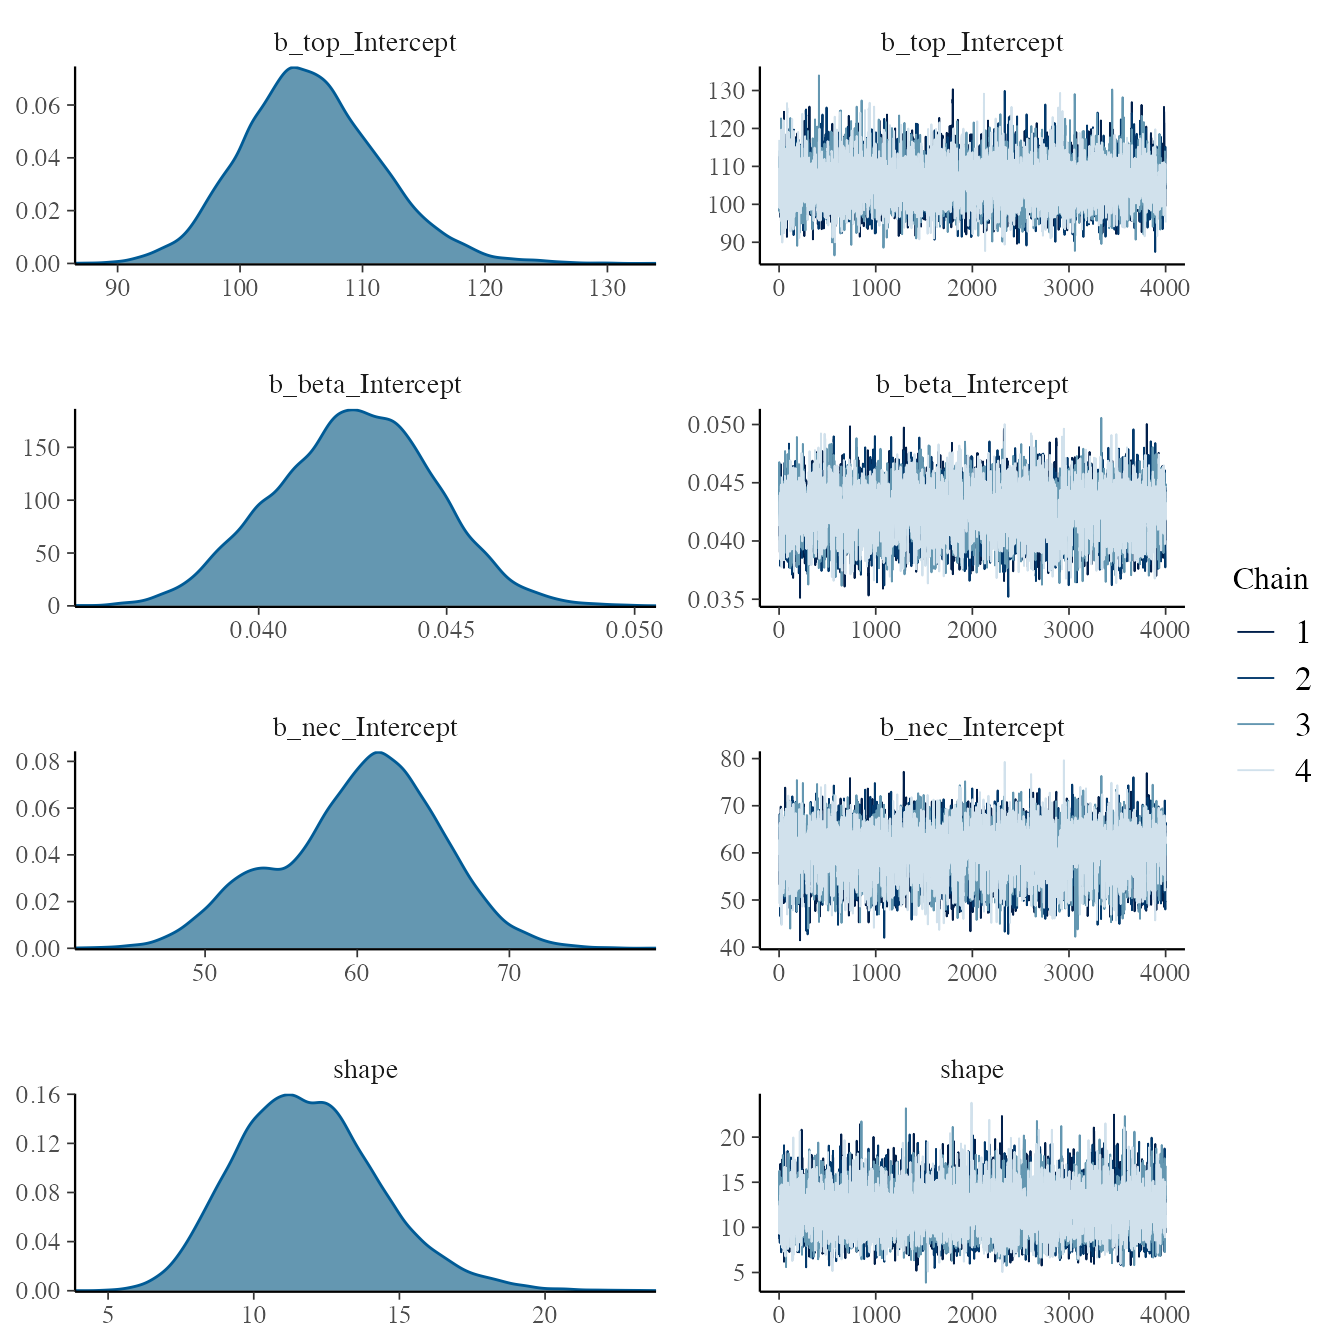 b_top_Intercept
0.06
0.04
0.02
0.00
90 100 110 120 130
b_top_Intercept
130
120
110
100
90
0 1000 2000 3000 4000
b_beta_Intercept
150
100
50
0
0.040 0.045 0.050
b_beta_Intercept
0.050
0.045
0.040
0.035
0 1000 2000 3000 4000
b_nec_Intercept
0.08
0.06
0.04
0.02
0.00
50 60 70
b_nec_Intercept
80
70
60
50
40
0 1000 2000 3000 4000
shape
0.16
0.12
0.08
0.04
0.00
5 10 15 20
shape
20
15
10
5
0 1000 2000 3000 4000
Chain
1
2
3
4